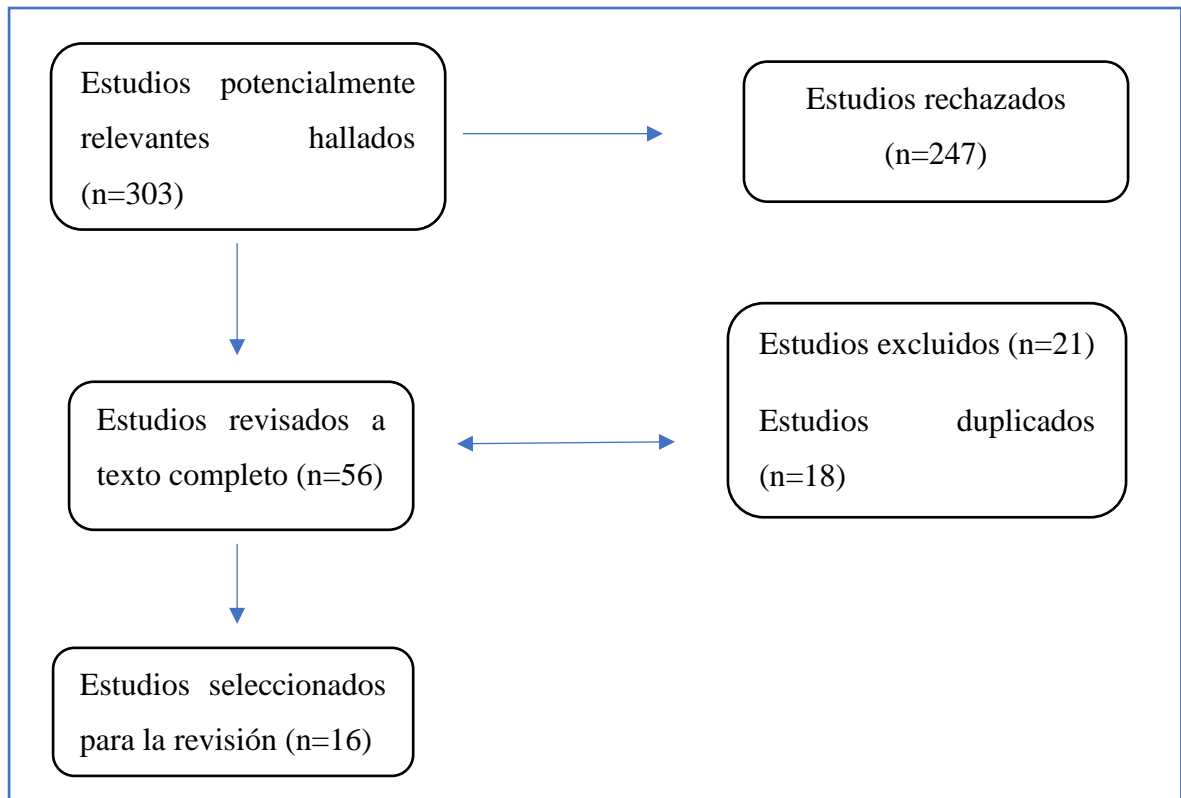 Estudios potencialmente
relevantes hallados
(n=303)
Estudios rechazados
(n=247)
Estudios excluidos (n=21)
Estudios duplicados
(n=18)
Estudios revisados a
texto completo (n=56)
Estudios seleccionados
para la revisión (n=16)